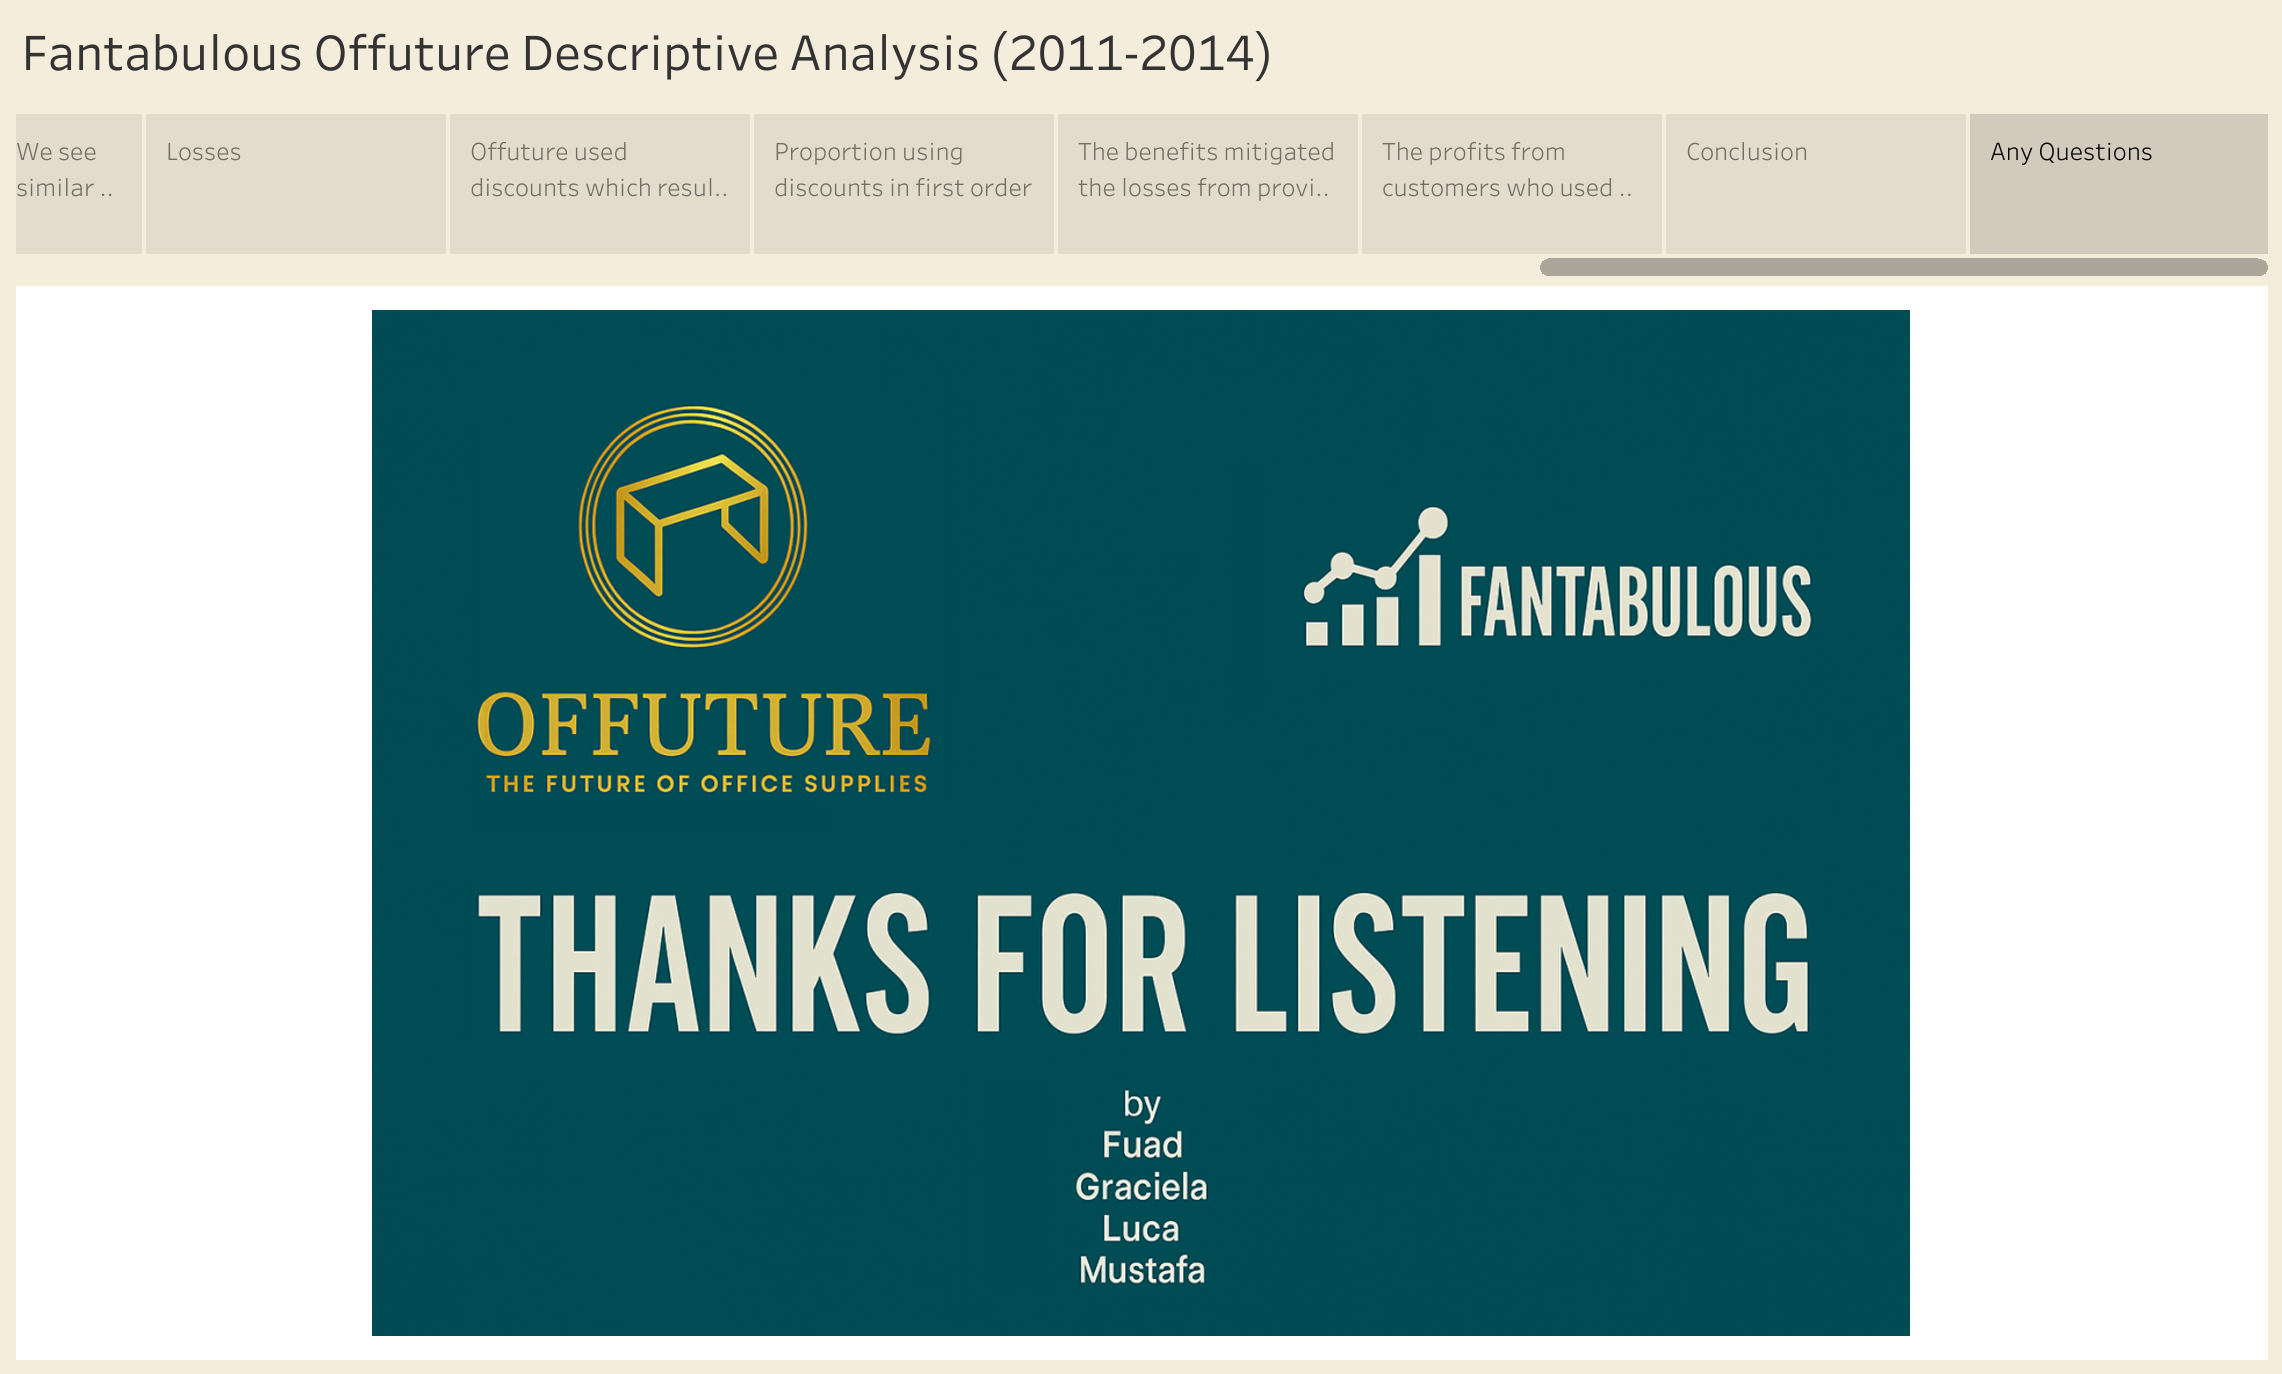 Fantabulous Offuture Descriptive Analysis (2011-2014)
We see
similar ..
Losses
Offuture used
discounts which resul..
Proportion using
discounts in first order
The benefits mitigated
the losses from provi..
The profits from
customers who used ..
Conclusion
Any Questions
FANTABULOUS
OFFUTURE
THE FUTURE OF OFFICE SUPPLIES
THANKS FOR LISTENING
by
Fuad
Graciela
Luca
Mustafa